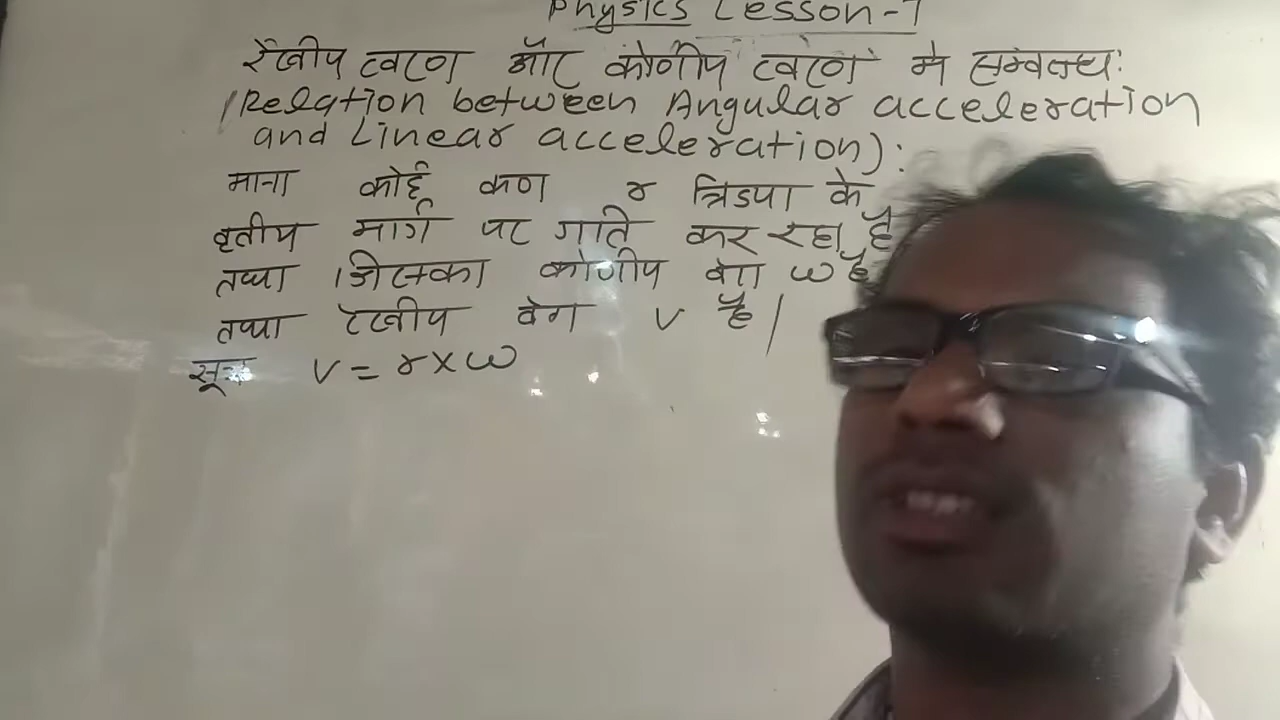 Physics Lesson-7
रैखीय त्वरण और कोणीय त्वरण मे सम्बन्ध:
(Relation between Angular acceleration
and Linear acceleration):
माना कोई कण r त्रिज्या के
वृतीय मार्ग पर गति कर रहा है
तथा जिसका कोणीय वेग ω है
तथा रेखीय वेग v है|
सूत्र v = r×ω